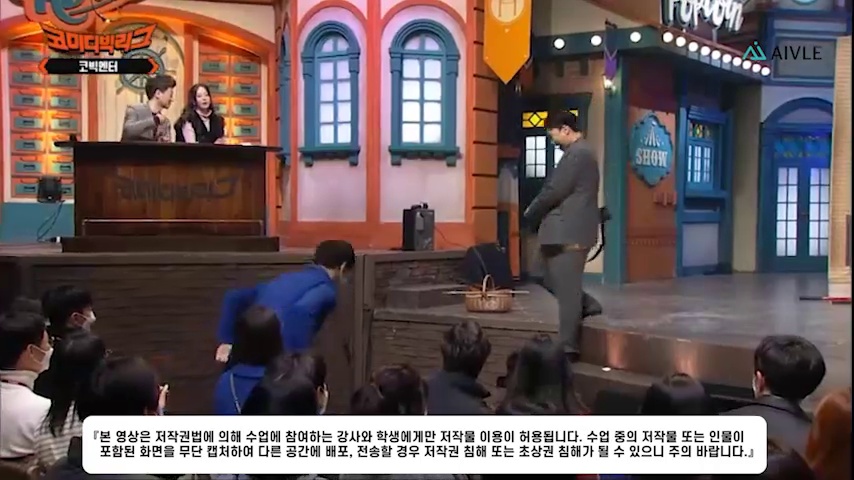 코미디빅리그
코빅멘터
H
Popcorn
AIVLE
SHOW
『본 영상은 저작권법에 의해 수업에 참여하는 강사와 학생에게만 저작물 이용이 허용됩니다. 수업 중의 저작물 또는 인물이
포함된 화면을 무단 캡처하여 다른 공간에 배포, 전송할 경우 저작권 침해 또는 초상권 침해가 될 수 있으니 주의 바랍니다.』